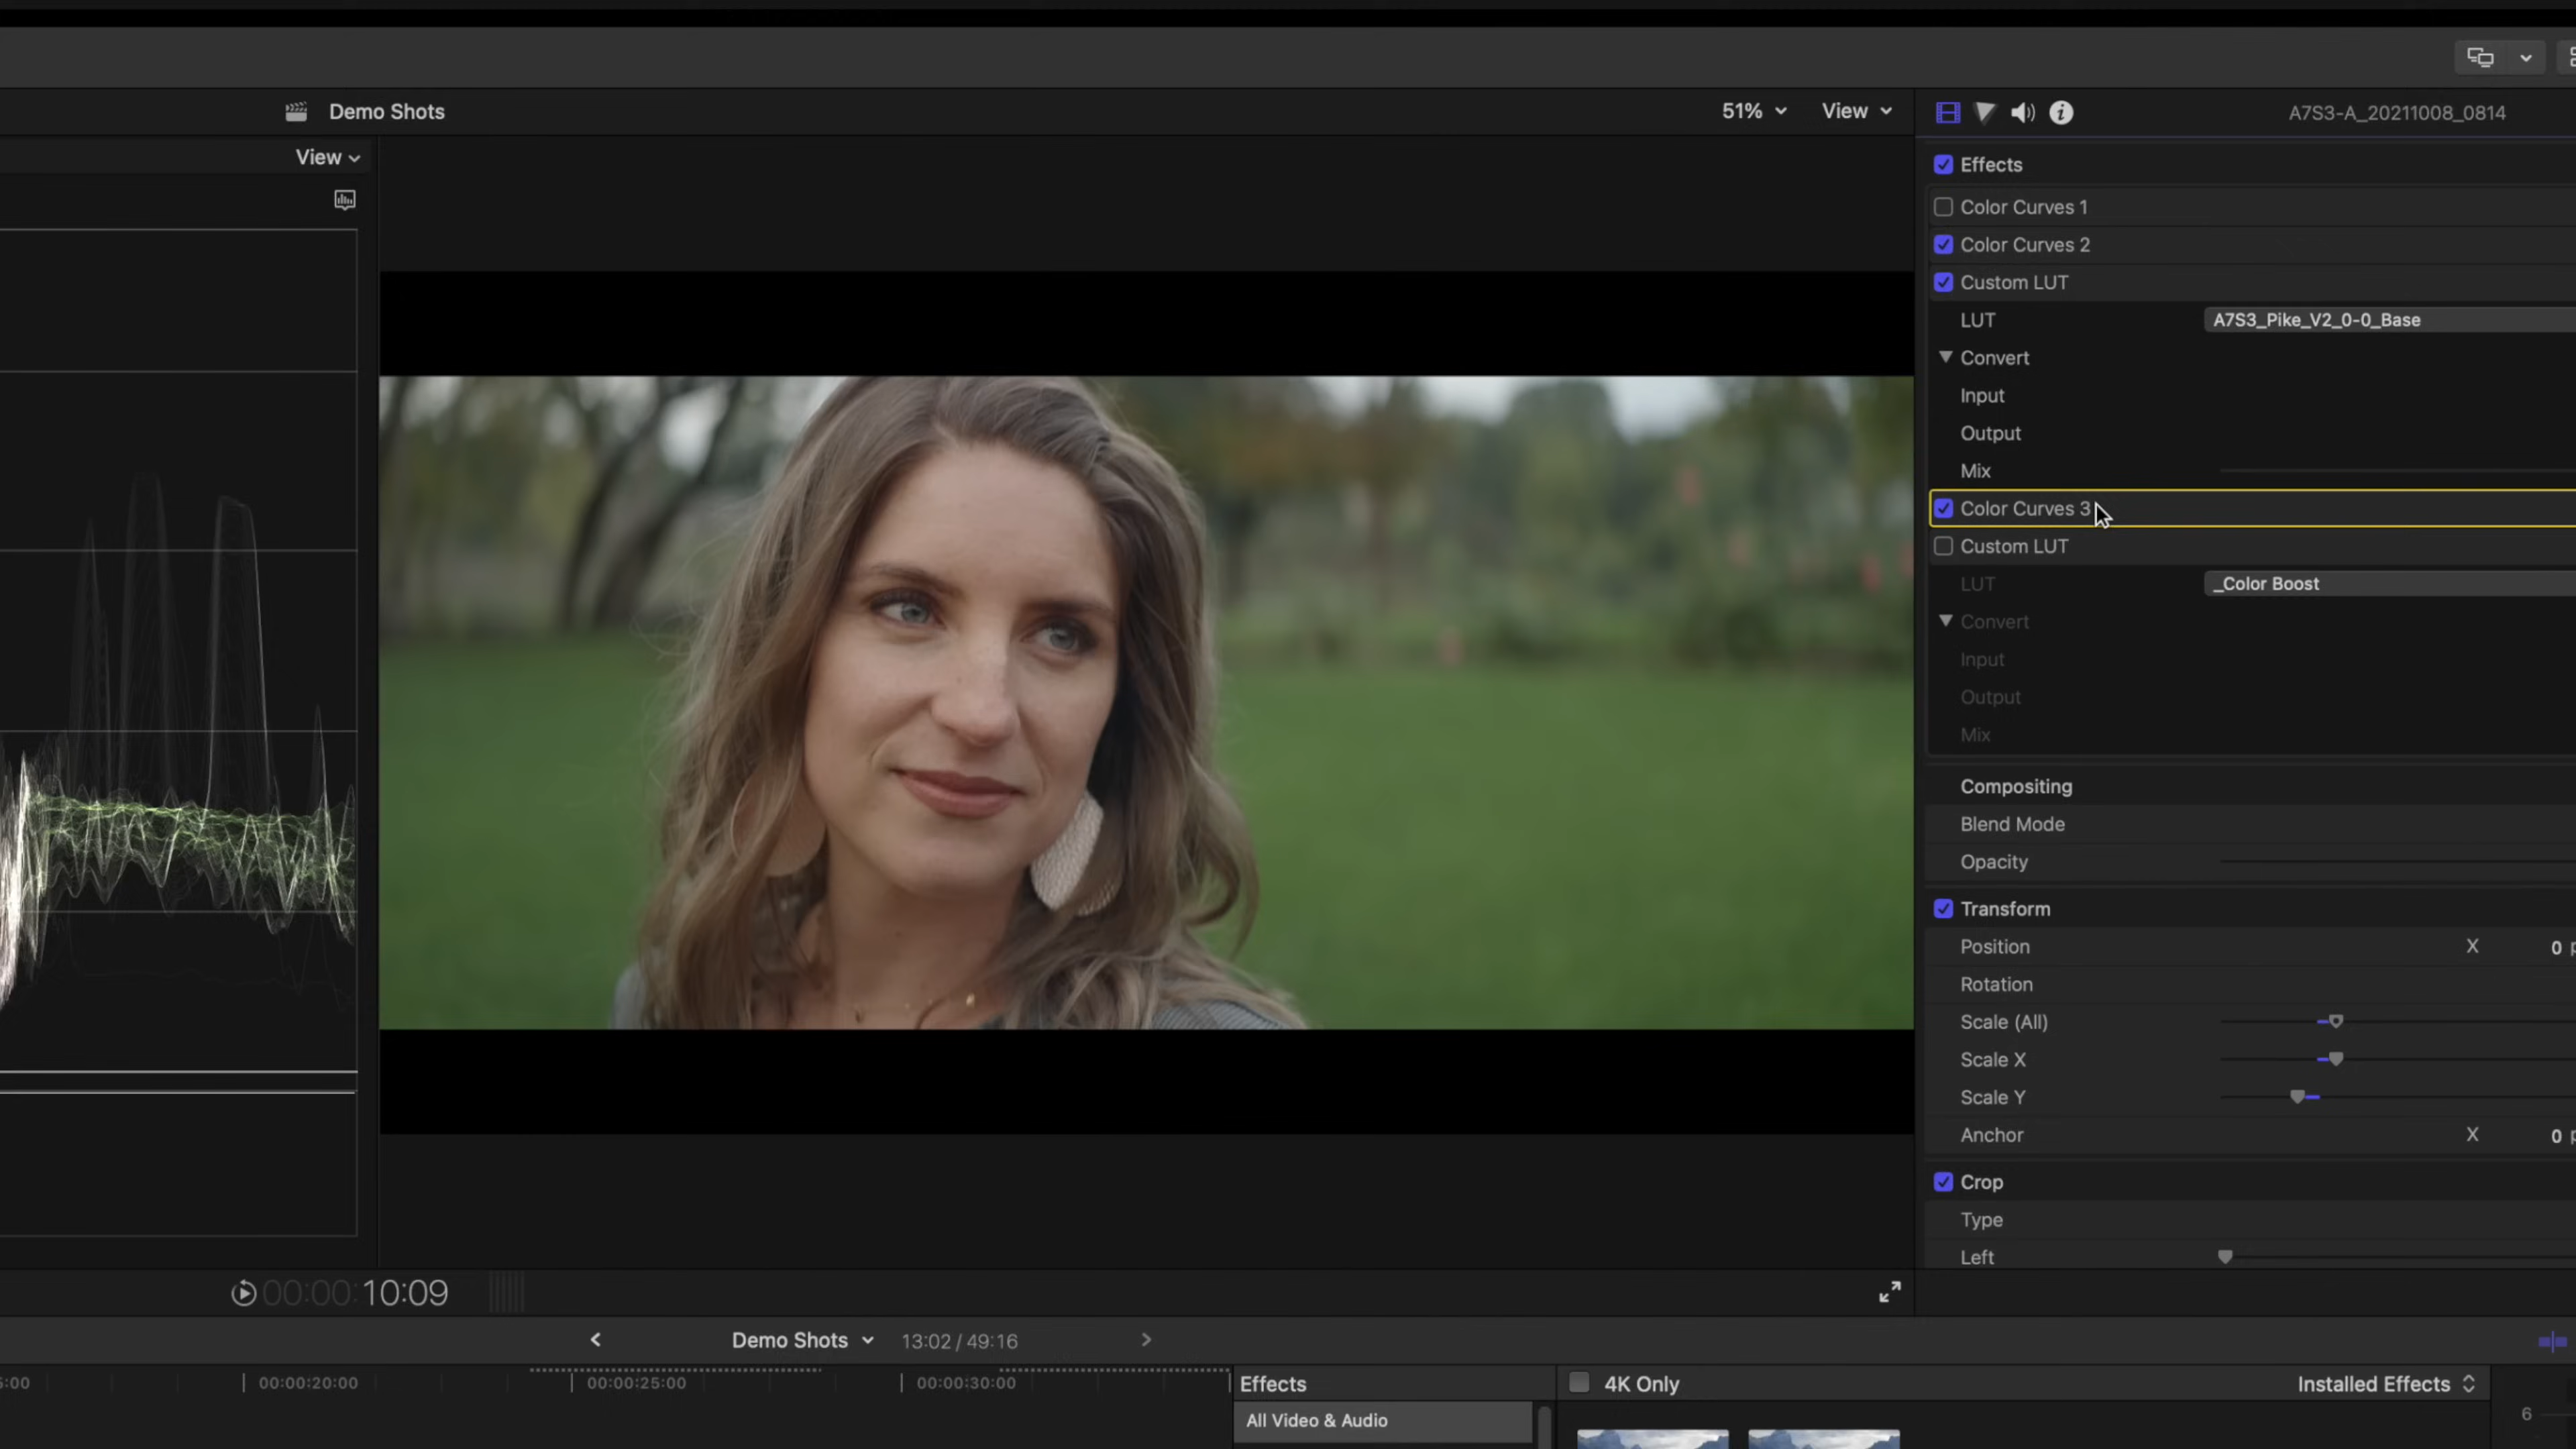 Demo Shots
51%
View
A7S3-A_20211008_0814
View
Effects
Color Curves 1
Color Curves 2
Custom LUT
LUT
A7S3_Pike_V2_0-0_Base
Convert
Input
Output
Mix
Color Curves 3
Custom LUT
LUT
_Color Boost
Convert
Input
Output
Mix
Compositing
Blend Mode
Opacity
Transform
Position X 0 p
Rotation
Scale (All)
Scale X
Scale Y
Anchor X 0 p
Crop
Type
Left
00:00:10:09
Demo Shots
13:02 / 49:16
5:00
00:00:20:00
00:00:25:00
00:00:30:00
Effects
4K Only
Installed Effects
All Video & Audio
6